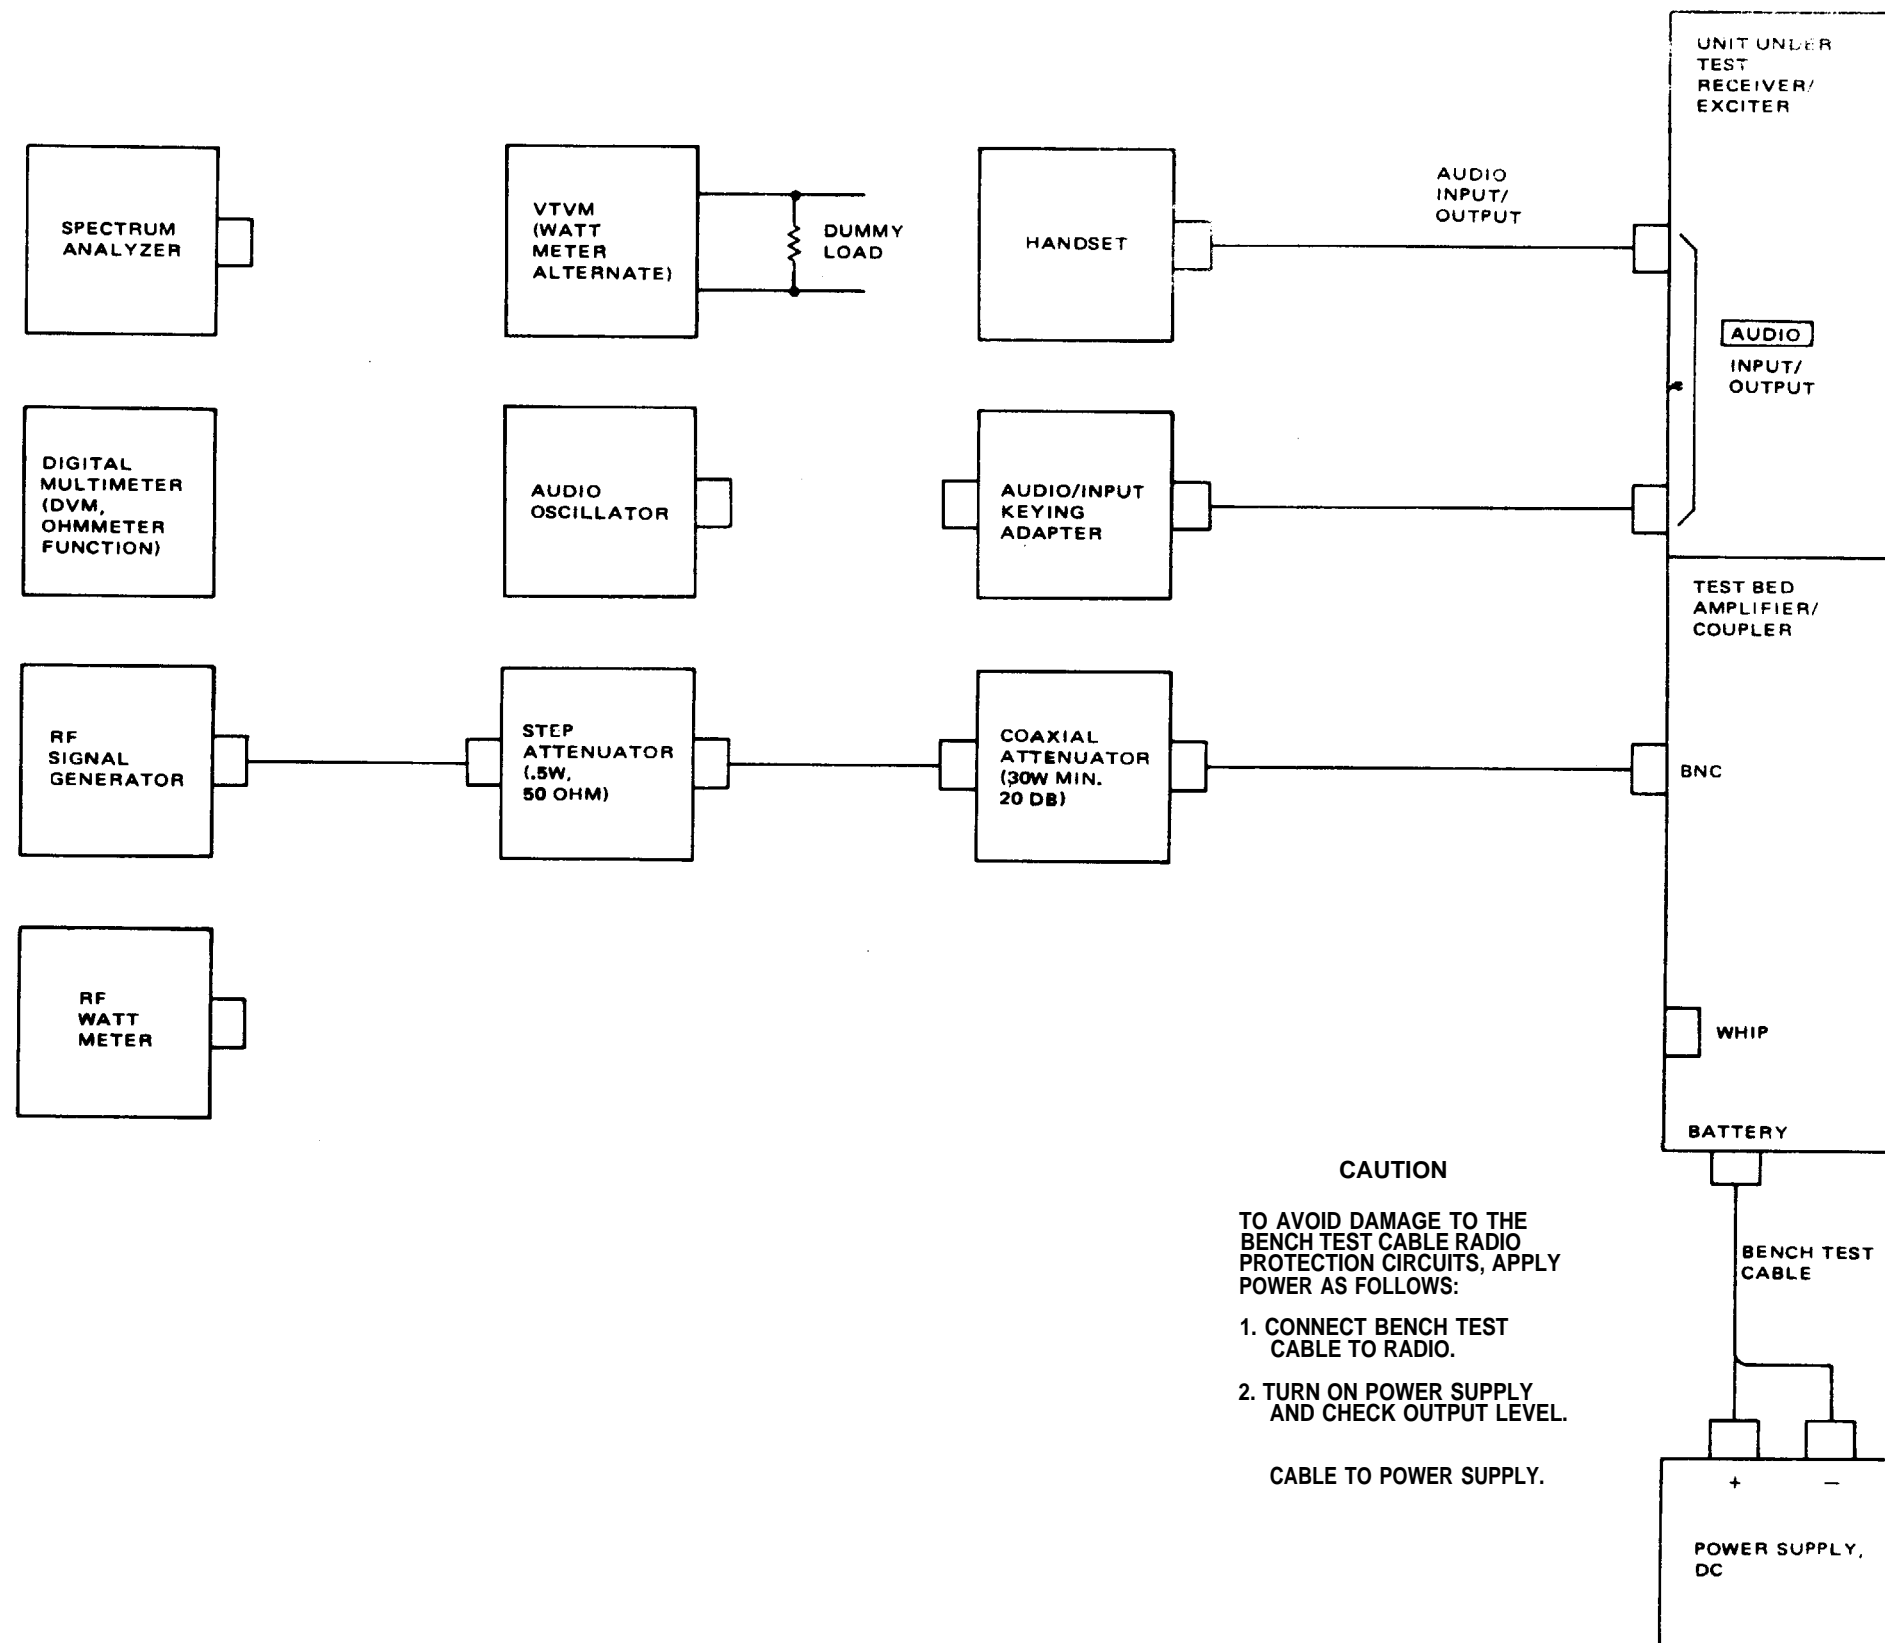 UNIT UNDER
TEST
RECEIVER/
EXCITER
SPECTRUM
ANALYZER
VTVM
(WATT
METER
ALTERNATE)
DUMMY
LOAD
HANDSET
AUDIO
INPUT/
OUTPUT
AUDIO
INPUT/
OUTPUT
DIGITAL
MULTIMETER
(DVM,
OHMMETER
FUNCTION)
AUDIO
OSCILLATOR
AUDIO/INPUT
KEYING
ADAPTER
TEST BED
AMPLIFIER/
COUPLER
RF
SIGNAL
GENERATOR
STEP
ATTENUATOR
(.5W,
50 OHM)
COAXIAL
ATTENUATOR
(30W MIN.
20 DB)
BNC
RF
WATT
METER
WHIP
BATTERY
CAUTION
TO AVOID DAMAGE TO THE
BENCH TEST CABLE RADIO
PROTECTION CIRCUITS, APPLY
POWER AS FOLLOWS:
1. CONNECT BENCH TEST
CABLE TO RADIO.
2. TURN ON POWER SUPPLY
AND CHECK OUTPUT LEVEL.
CABLE TO POWER SUPPLY.
BENCH TEST
CABLE
+ −
POWER SUPPLY,
DC